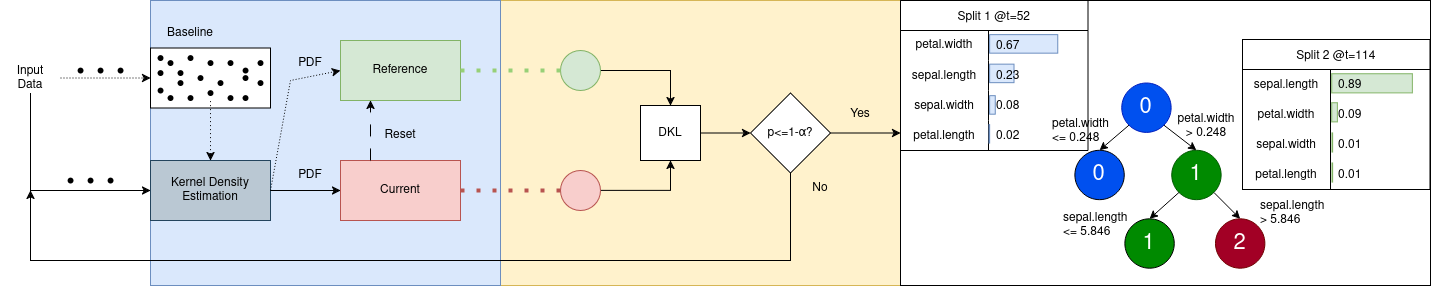 Input
Data
Baseline
Kernel Density
Estimation
PDF
PDF
Reference
Reset
Current
DKL
p<=1-α?
Yes
No
Split 1 @t=52
petal.width 0.67
sepal.length 0.23
sepal.width 0.08
petal.length 0.02
0
petal.width
<= 0.248
petal.width
> 0.248
0
1
sepal.length
<= 5.846
sepal.length
> 5.846
1
2
Split 2 @t=114
sepal.length 0.89
petal.width 0.09
sepal.width 0.01
petal.length 0.01